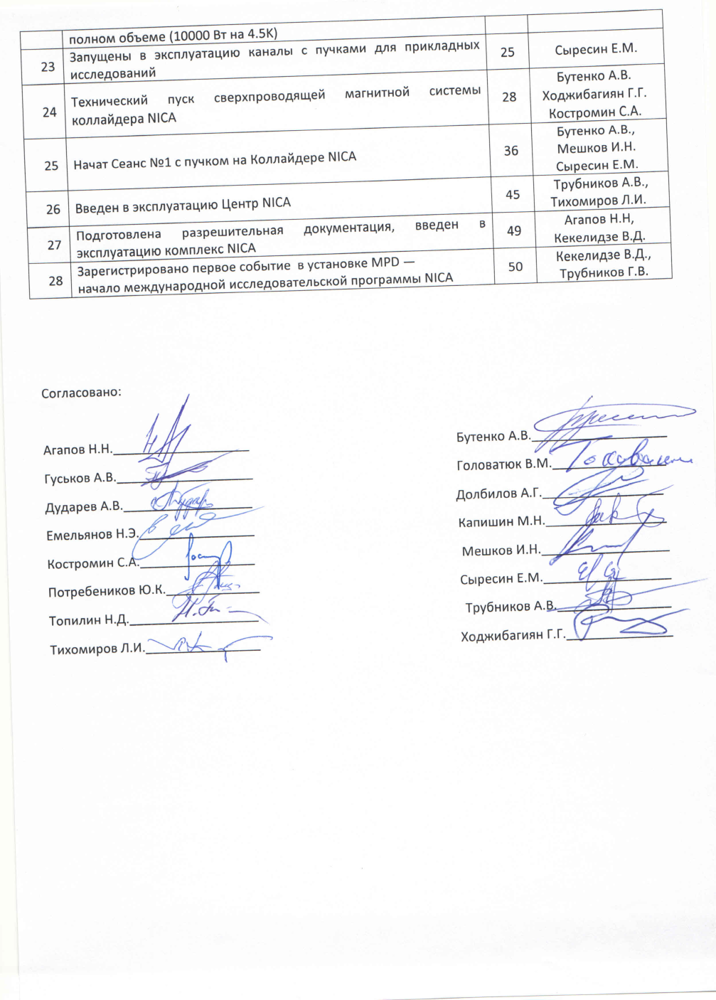 полном объеме (10000 Вт на 4.5К)
23 Запущены в эксплуатацию каналы с пучками для прикладных 25 Сыресин Е.М.
исследований
24 Технический пуск сверхпроводящей магнитной системы 28 Бутенко А.В.
коллайдера NICA Ходжибагиян Г.Г.
Костромин С.А.
25 Начат Сеанс №1 с пучком на Коллайдере NICA 36 Бутенко А.В.,
Мешков И.Н.
Сыресин Е.М.
26 Введен в эксплуатацию Центр NICA 45 Трубников А.В.,
Тихомиров Л.И.
27 Подготовлена разрешительная документация, введен в 49 Агапов Н.Н,
эксплуатацию комплекс NICA Кекелидзе В.Д.
28 Зарегистрировано первое событие в установке MPD — 50 Кекелидзе В.Д.,
начало международной исследовательской программы NICA Трубников Г.В.
Согласовано:
Агапов Н.Н.
Гуськов А.В.
Дударев А.В.
Емельянов Н.Э.
Костромин С.А.
Потребеников Ю.К.
Топилин Н.Д.
Тихомиров Л.И.
Бутенко А.В.
Головатюк В.М.
Долбилов А.Г.
Капишин М.Н.
Мешков И.Н.
Сыресин Е.М.
Трубников А.В.
Ходжибагиян Г.Г.